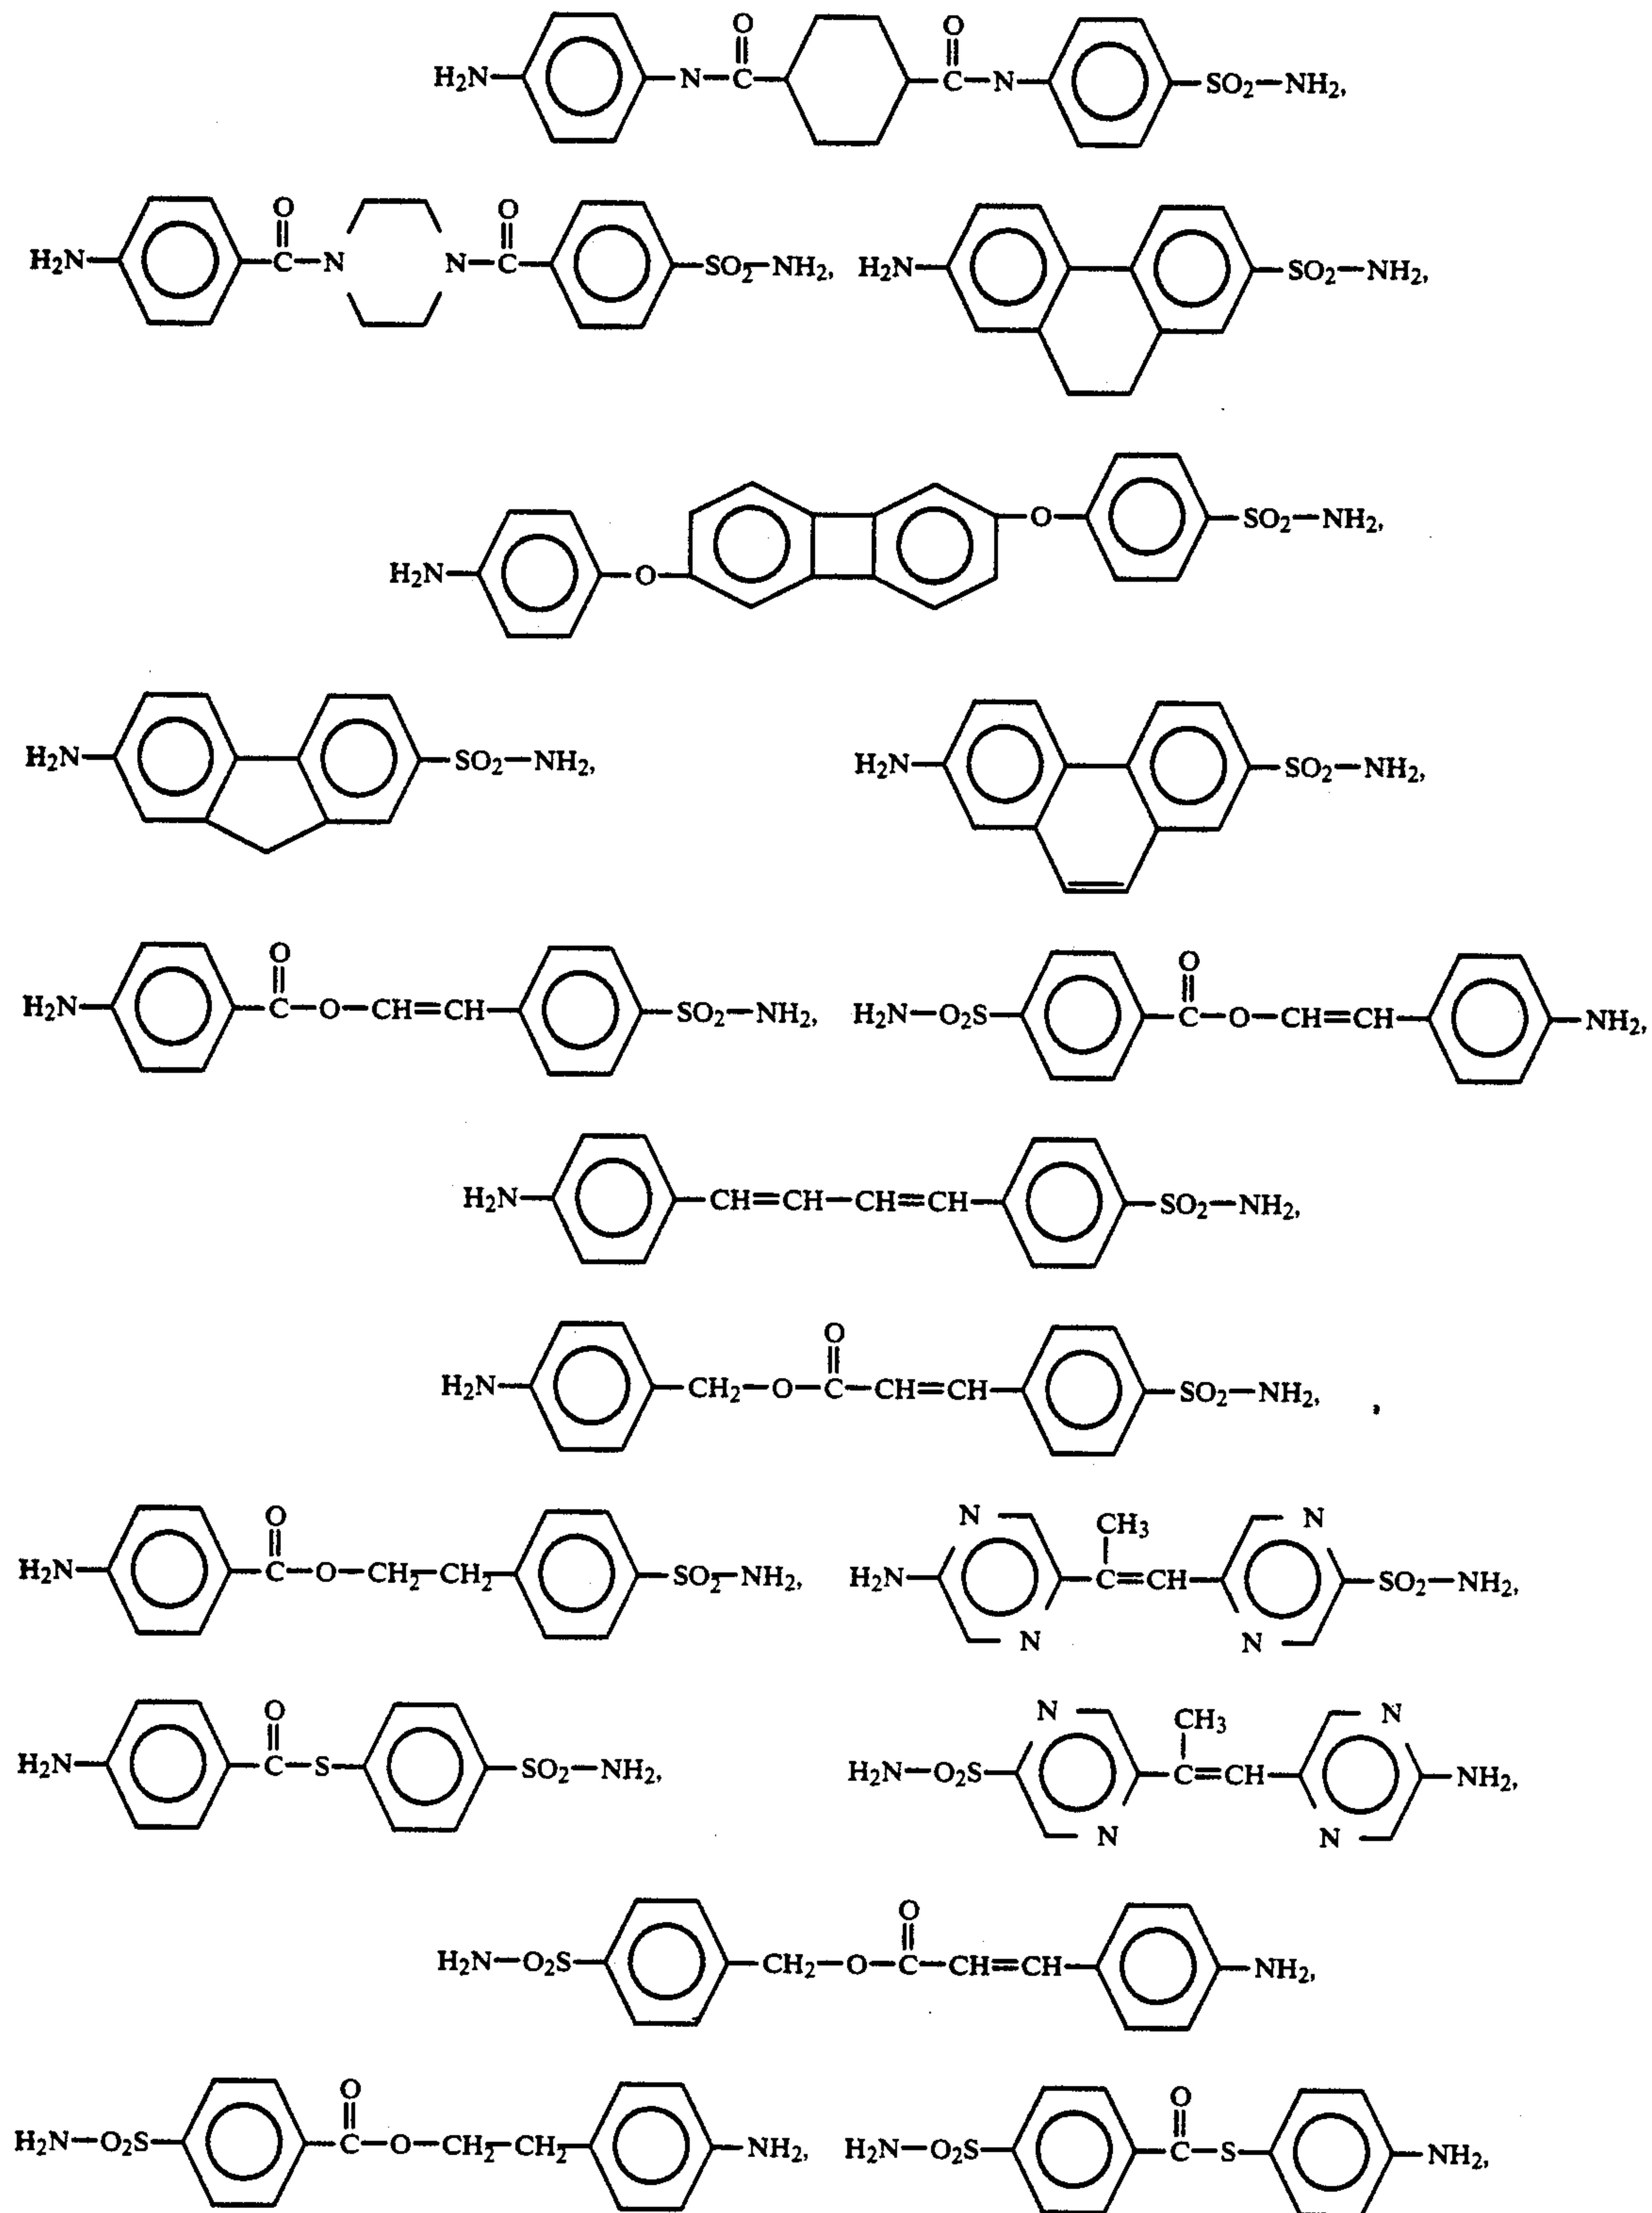 O O
H2N N C C N SO2—NH2,
O O
H2N C—N N—C SO2—NH2, H2N SO2—NH2,
O SO2—NH2,
H2N O
H2N SO2—NH2, H2N SO2—NH2,
O O
H2N C—O—CH=CH SO2—NH2, H2N—O2S C—O—CH=CH NH2,
H2N CH=CH—CH=CH SO2—NH2,
O
H2N CH2—O—C—CH=CH SO2—NH2,
O N CH3 N
H2N C—O—CH2—CH2 SO2—NH2, H2N C=CH SO2—NH2,
N N
O N CH3 N
H2N C—S SO2—NH2, H2N—O2S C=CH NH2,
N N
O
H2N—O2S CH2—O—C—CH=CH NH2,
O O
H2N—O2S C—O—CH2—CH2 NH2, H2N—O2S C—S NH2,